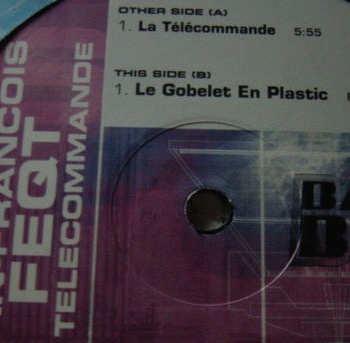 OTHER SIDE (A)
1. La Télécommande 5:55
THIS SIDE (B)
1. Le Gobelet En Plastic
FRANCOIS
FEQT
TELECOMMANDE